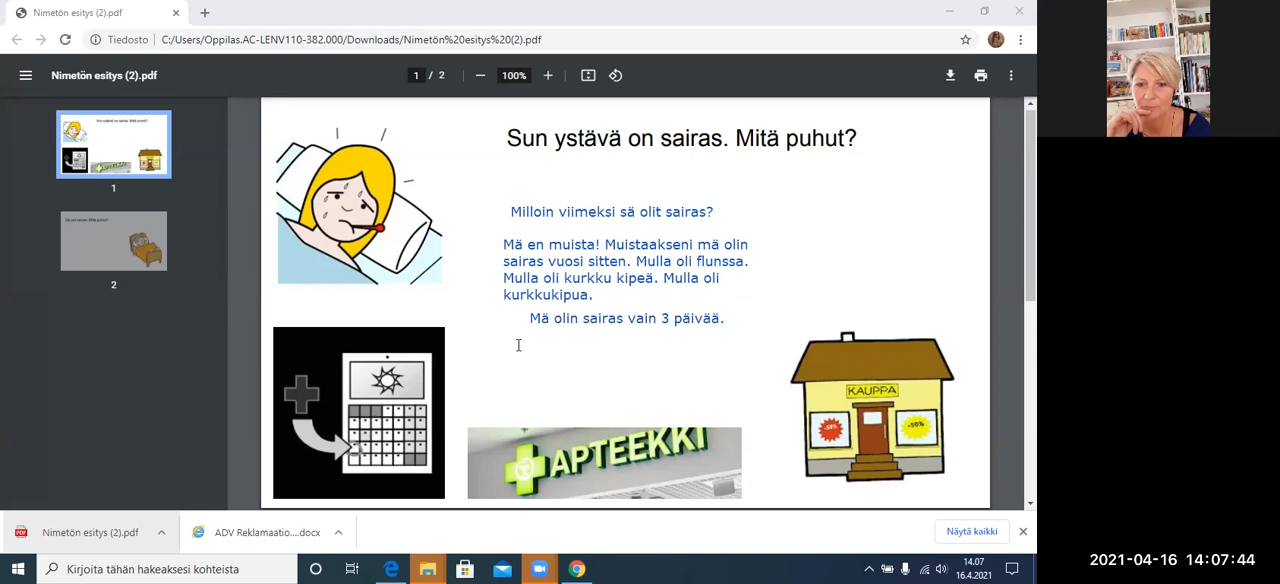 Nimetön esitys (2).pdf
Tiedosto
C:/Users/Oppilas.AC-LENV110-382.000/Downloads/Nimetön%20esitys%20(2).pdf
Nimetön esitys (2).pdf
1 / 2
100%
1
2
Sun ystävä on sairas. Mitä puhut?
Milloin viimeksi sä olit sairas?
Mä en muista! Muistaakseni mä olin
sairas vuosi sitten. Mulla oli flunssa.
Mulla oli kurkku kipeä. Mulla oli
kurkkukipua.
Mä olin sairas vain 3 päivää.
KAUPPA
-50%
APTEEKKI
Nimetön esitys (2).pdf
ADV Reklamaatio....docx
Näytä kaikki
Kirjoita tähän hakeaksesi kohteista
14.07
16.4.2021
2021-04-16 14:07:44